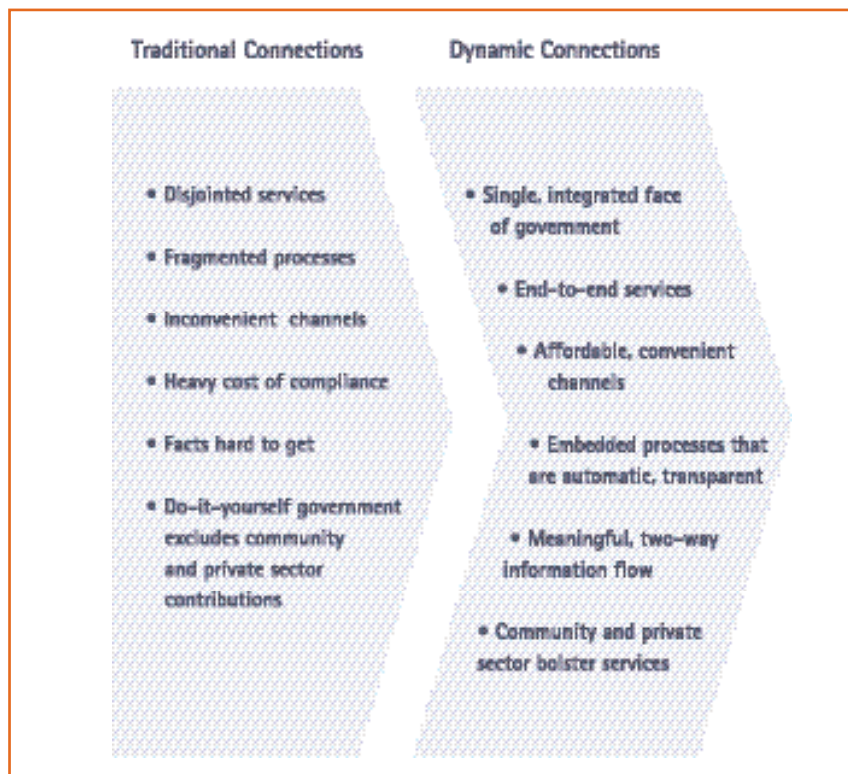 Traditional Connections
• Disjointed services
• Fragmented processes
• Inconvenient channels
• Heavy cost of compliance
• Facts hard to get
• Do-it-yourself government
excludes community
and private sector
contributions
Dynamic Connections
• Single, integrated face
of government
• End-to-end services
• Affordable, convenient
channels
• Embedded processes that
are automatic, transparent
• Meaningful, two-way
information flow
• Community and private
sector bolster services